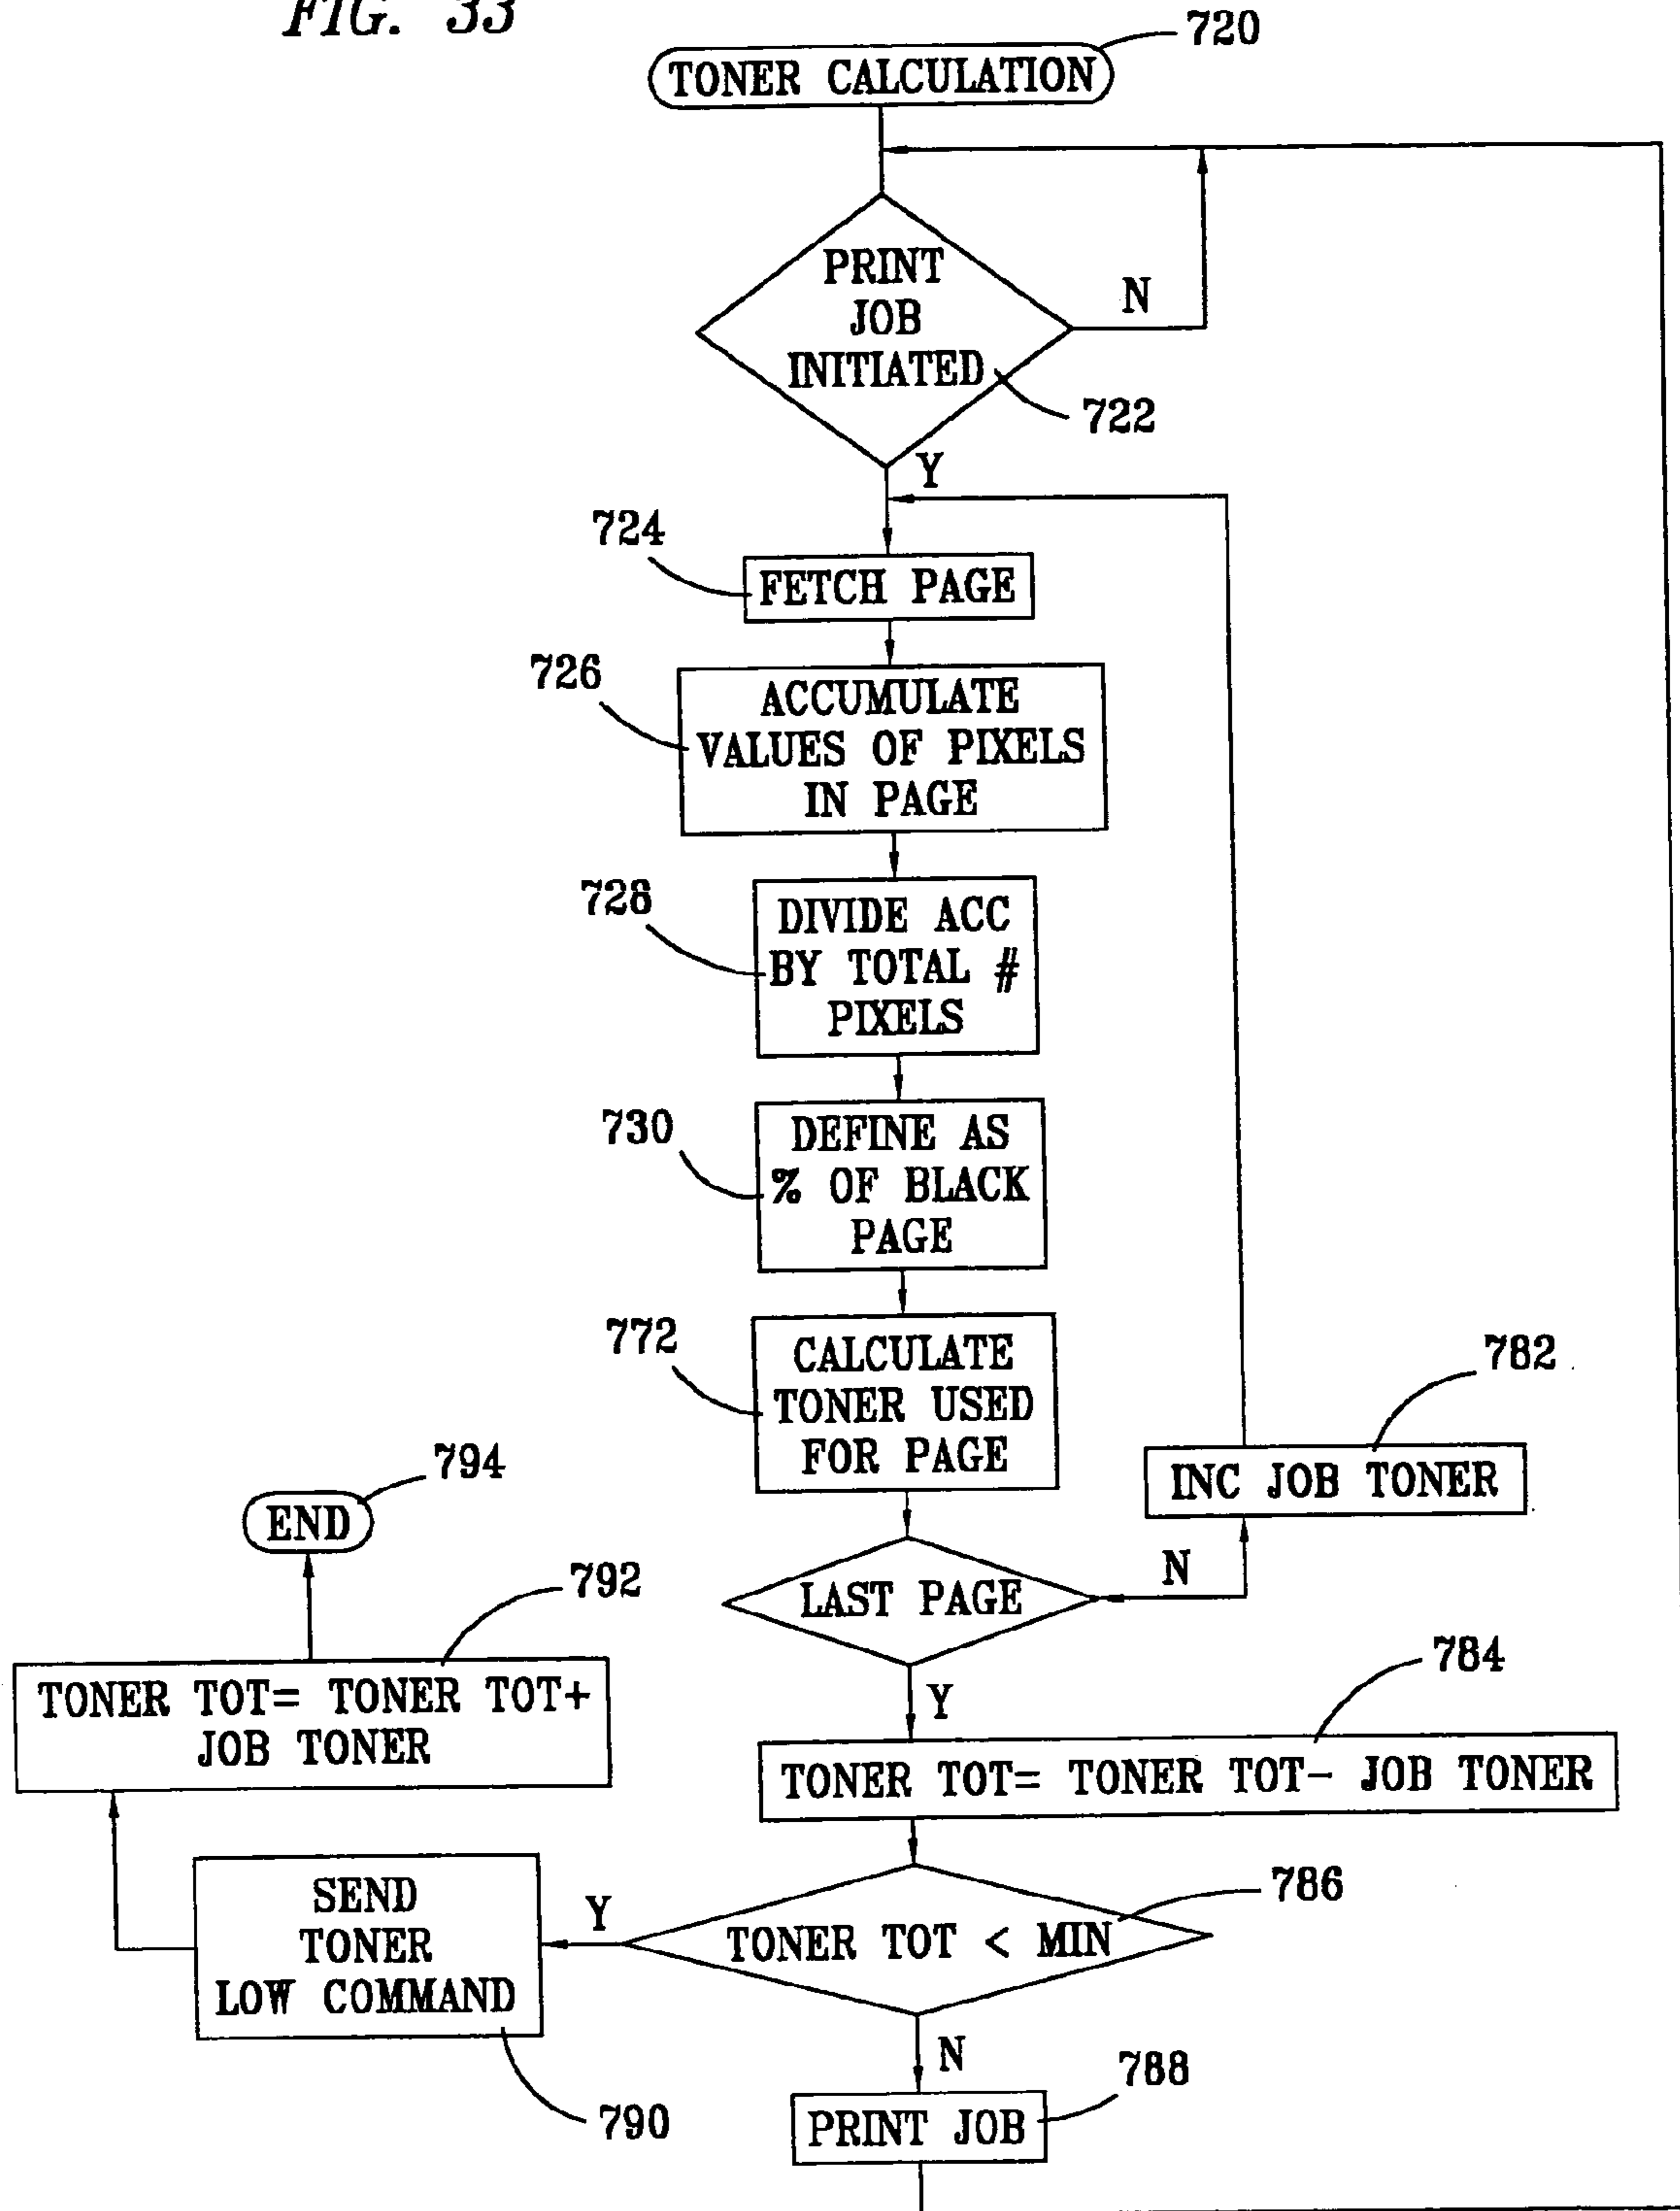 FIG. 33
720
TONER CALCULATION
PRINT
JOB
INITIATED
N
722
Y
724
FETCH PAGE
726
ACCUMULATE
VALUES OF PIXELS
IN PAGE
728
DIVIDE ACC
BY TOTAL #
PIXELS
730
DEFINE AS
% OF BLACK
PAGE
772
CALCULATE
TONER USED
FOR PAGE
782
INC JOB TONER
794
END
N
LAST PAGE
792
TONER TOT= TONER TOT+
JOB TONER
784
Y
TONER TOT= TONER TOT- JOB TONER
786
SEND
TONER
LOW COMMAND
Y
TONER TOT < MIN
790
N
788
PRINT JOB